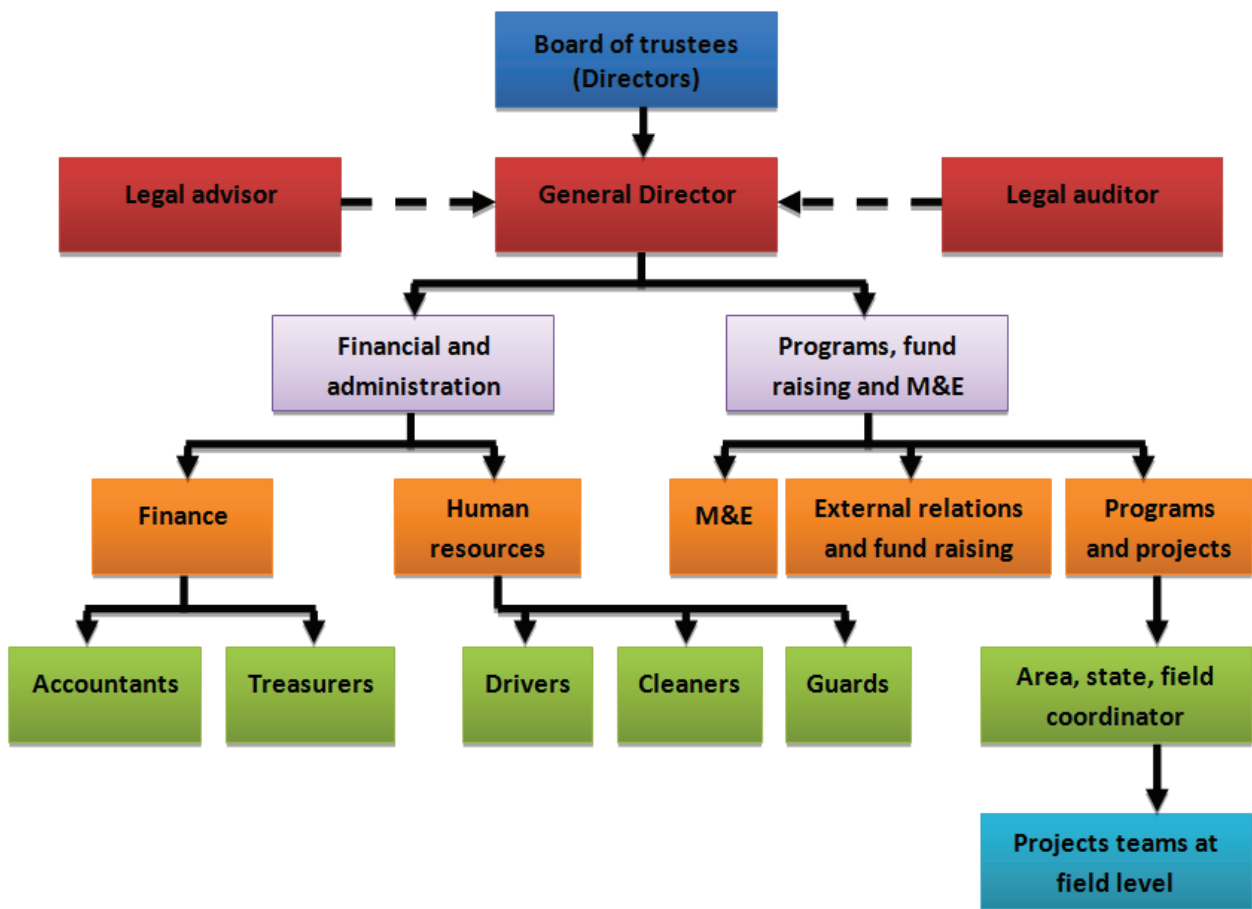 Board of trustees
(Directors)
Legal advisor
General Director
Legal auditor
Financial and
administration
Programs, fund
raising and M&E
Finance
Human
resources
M&E
External relations
and fund raising
Programs
and projects
Accountants
Treasurers
Drivers
Cleaners
Guards
Area, state, field
coordinator
Projects teams at
field level